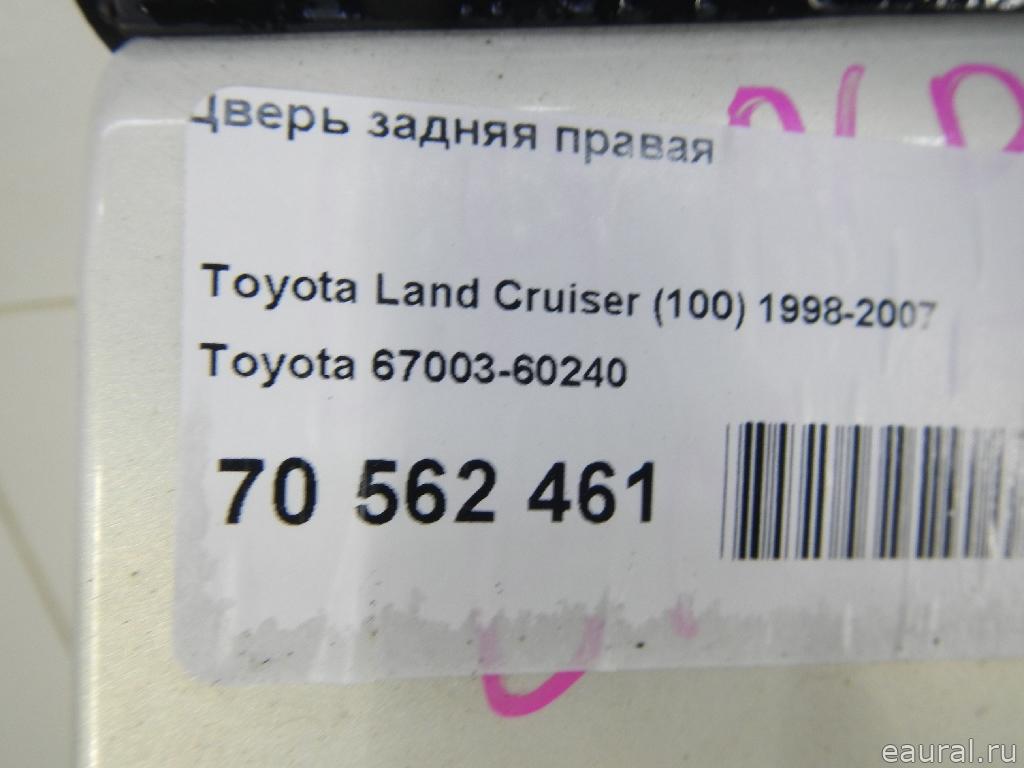 Дверь задняя правая
Toyota Land Cruiser (100) 1998-2007
Toyota 67003-60240
70 562 461
eaural.ru